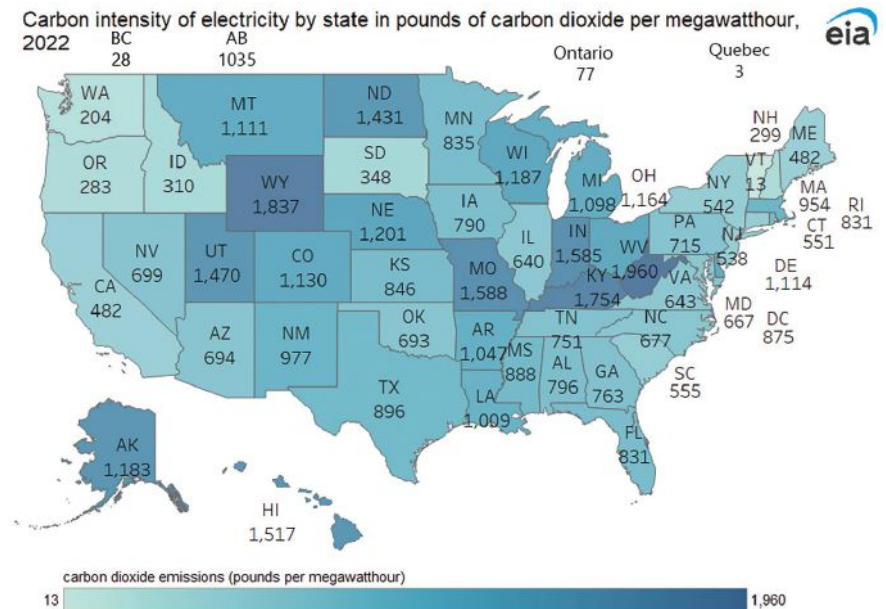 Carbon intensity of electricity by state in pounds of carbon dioxide per megawatthour,
2022
eia
BC
28
AB
1035
Ontario
77
Quebec
3
WA
204
MT
1,111
ND
1,431
MN
835
NH
299
ME
482
VT
13
OR
283
ID
310
WY
1,837
SD
348
WI
1,187
MI
1,098
OH
1,164
NY
542
MA
954
RI
831
CT
551
NE
1,201
IA
790
PA
715
NJ
538
NV
699
UT
1,470
CO
1,130
KS
846
MO
1,588
IL
640
IN
1,585
WV
1,960
KY
1,754
VA
643
DE
1,114
MD
667
DC
875
CA
482
AZ
694
NM
977
OK
693
AR
1,047
TN
751
NC
677
SC
555
TX
896
LA
1,009
MS
888
AL
796
GA
763
FL
831
AK
1,183
HI
1,517
carbon dioxide emissions (pounds per megawatthour)
13
1,960